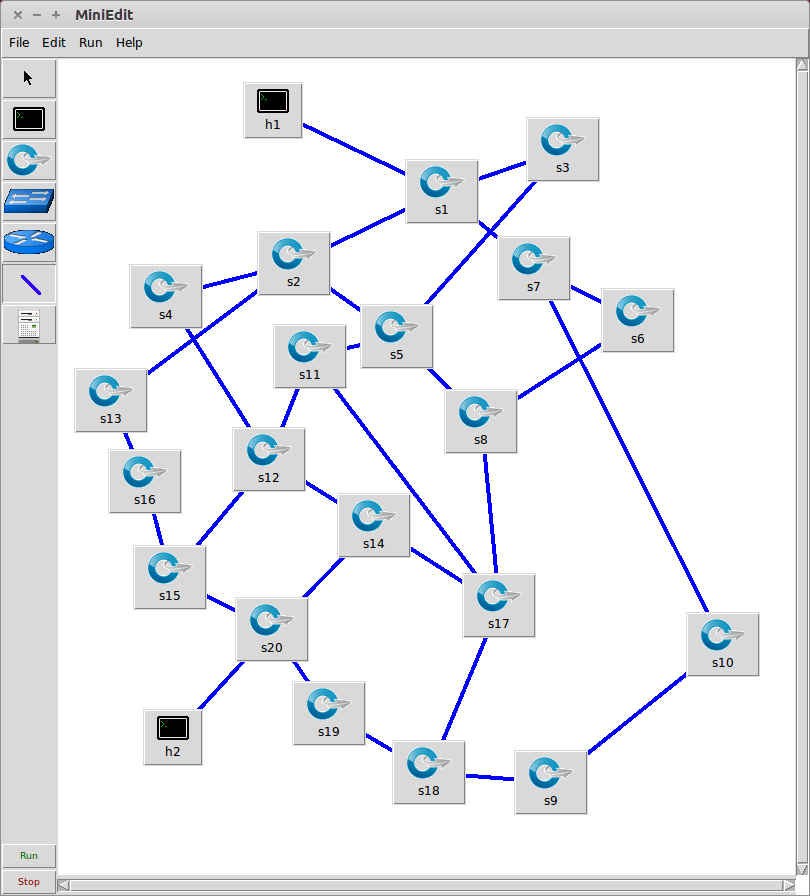 MiniEdit
File Edit Run Help
h1
s3
s1
s2
s7
s4
s6
s5
s11
s13
s8
s12
s16
s14
s15
s17
s20
s10
s19
h2
s18
s9
Run
Stop